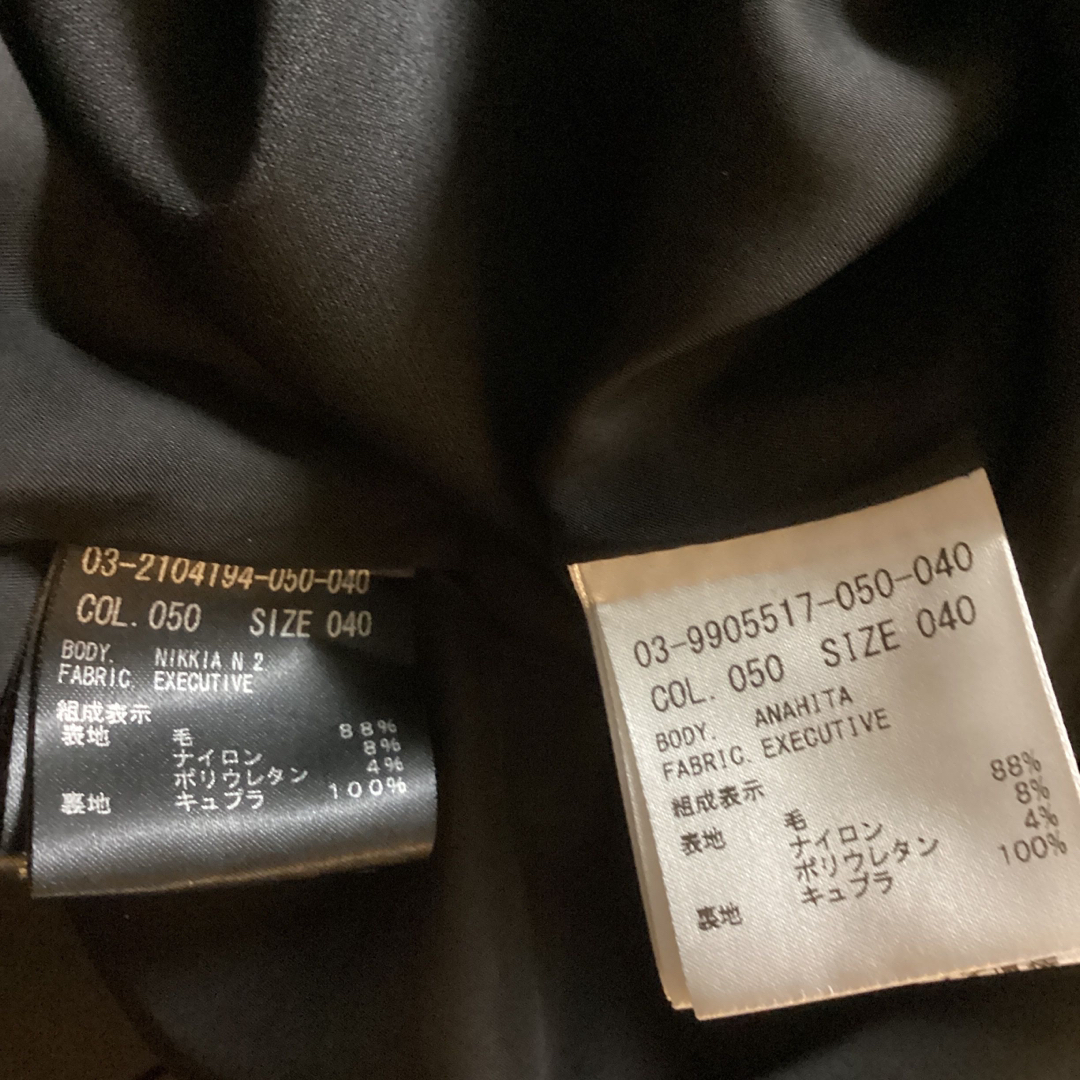 03-2104194-050-040
COL. 050 SIZE 040
BODY. NIKKIA N 2
FABRIC. EXECUTIVE
組成表示
表地 毛 88%
ナイロン 8%
ポリウレタン 4%
裏地 キュプラ 100%
03-9905517-050-040
COL. 050 SIZE 040
BODY. ANAHITA
FABRIC. EXECUTIVE
組成表示
表地 毛 88%
ナイロン 8%
ポリウレタン 4%
裏地 キュプラ 100%